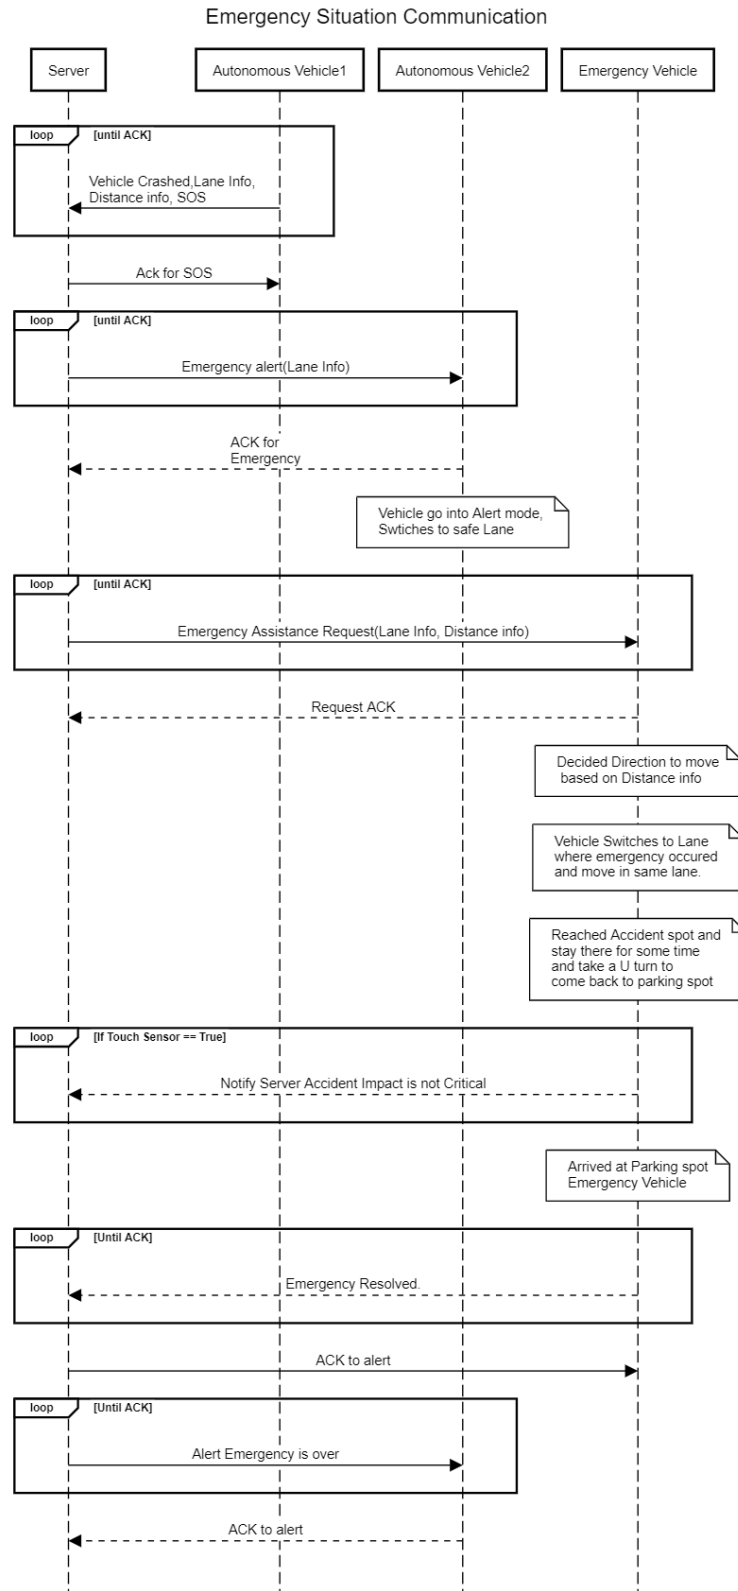 Emergency Situation Communication
Server
Autonomous Vehicle1
Autonomous Vehicle2
Emergency Vehicle
loop
[until ACK]
Vehicle Crashed,Lane Info,
Distance info, SOS
Ack for SOS
loop
[until ACK]
Emergency alert(Lane Info)
ACK for
Emergency
Vehicle go into Alert mode,
Swtiches to safe Lane
loop
[until ACK]
Emergency Assistance Request(Lane Info, Distance info)
Request ACK
Decided Direction to move
based on Distance info
Vehicle Switches to Lane
where emergency occured
and move in same lane.
Reached Accident spot and
stay there for some time
and take a U turn to
come back to parking spot
loop
[If Touch Sensor == True]
Notify Server Accident Impact is not Critical
Arrived at Parking spot
Emergency Vehicle
loop
[Until ACK]
Emergency Resolved.
ACK to alert
loop
[Until ACK]
Alert Emergency is over
ACK to alert